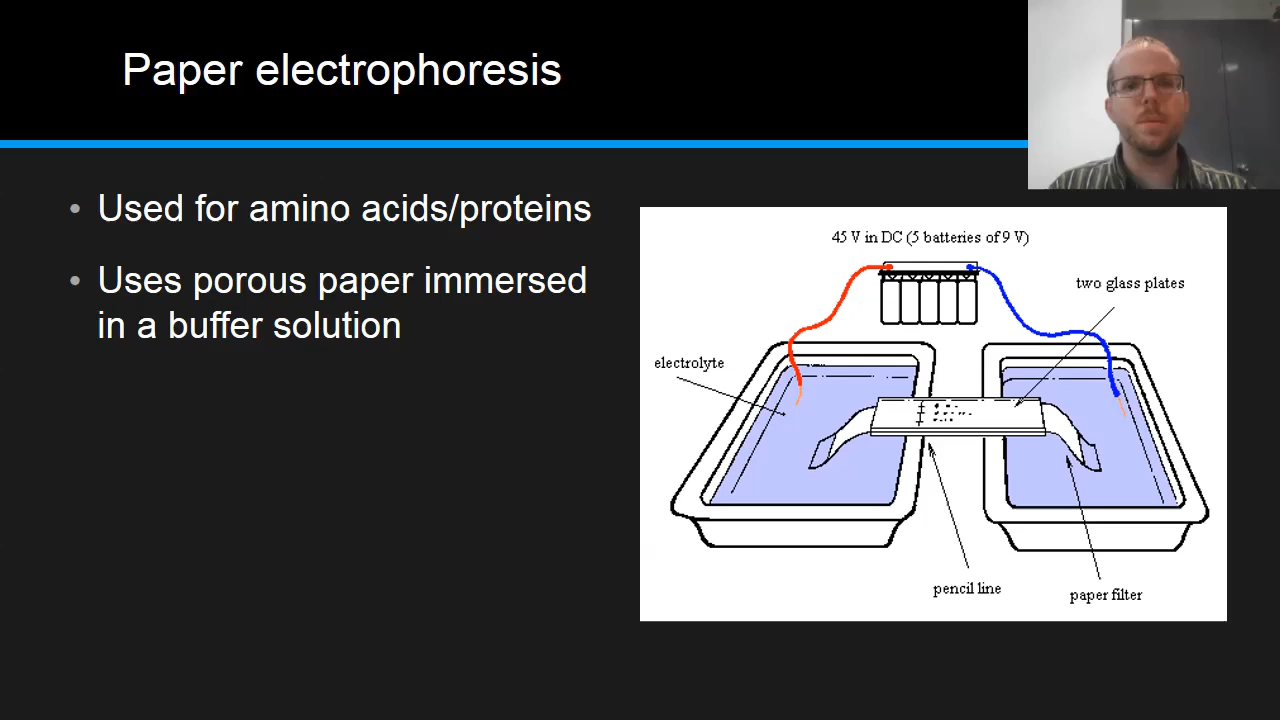 Paper electrophoresis
• Used for amino acids/proteins
• Uses porous paper immersed
in a buffer solution
45 V in DC (5 batteries of 9 V)
two glass plates
electrolyte
pencil line
paper filter